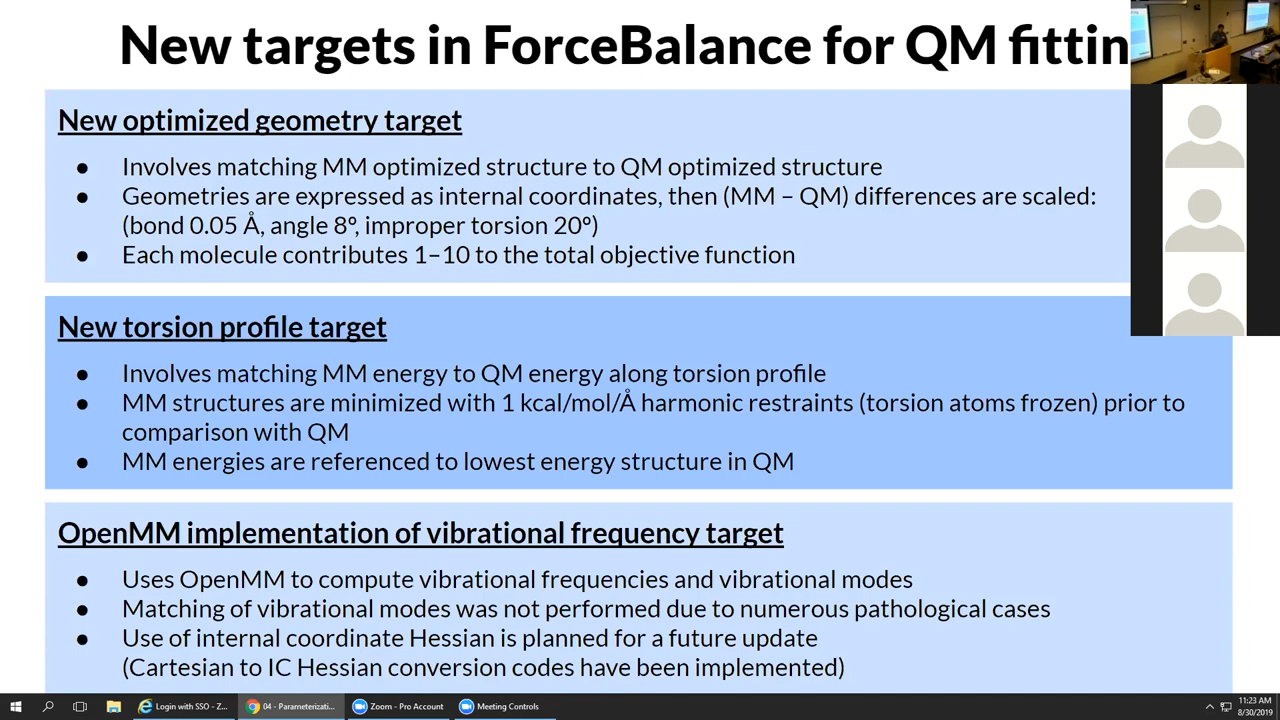 New targets in ForceBalance for QM fittin
New optimized geometry target
● Involves matching MM optimized structure to QM optimized structure
● Geometries are expressed as internal coordinates, then (MM – QM) differences are scaled:
(bond 0.05 Å, angle 8º, improper torsion 20º)
● Each molecule contributes 1–10 to the total objective function
New torsion profile target
● Involves matching MM energy to QM energy along torsion profile
● MM structures are minimized with 1 kcal/mol/Å harmonic restraints (torsion atoms frozen) prior to
comparison with QM
● MM energies are referenced to lowest energy structure in QM
OpenMM implementation of vibrational frequency target
● Uses OpenMM to compute vibrational frequencies and vibrational modes
● Matching of vibrational modes was not performed due to numerous pathological cases
● Use of internal coordinate Hessian is planned for a future update
(Cartesian to IC Hessian conversion codes have been implemented)
Login with SSO - Z...
04 - Parameterizati...
Zoom - Pro Account
Meeting Controls
11:23 AM
8/30/2019